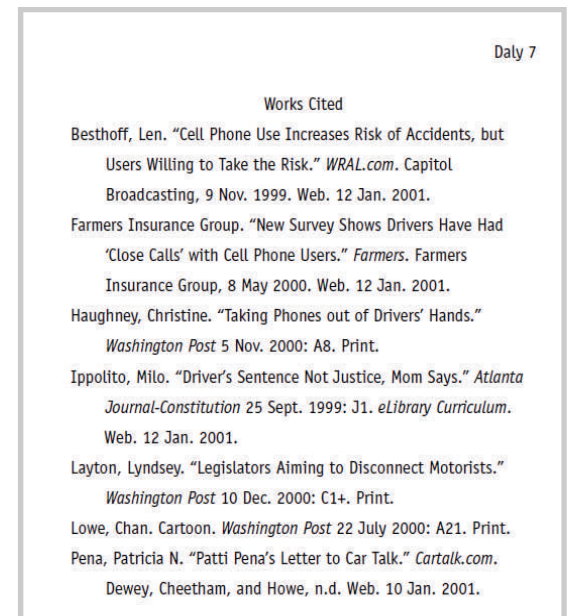 Daly 7
Works Cited
Besthoff, Len. “Cell Phone Use Increases Risk of Accidents, but
Users Willing to Take the Risk.” WRAL.com. Capitol
Broadcasting, 9 Nov. 1999. Web. 12 Jan. 2001.
Farmers Insurance Group. “New Survey Shows Drivers Have Had
‘Close Calls’ with Cell Phone Users.” Farmers. Farmers
Insurance Group, 8 May 2000. Web. 12 Jan. 2001.
Haughney, Christine. “Taking Phones out of Drivers’ Hands.”
Washington Post 5 Nov. 2000: A8. Print.
Ippolito, Milo. “Driver’s Sentence Not Justice, Mom Says.” Atlanta
Journal-Constitution 25 Sept. 1999: J1. eLibrary Curriculum.
Web. 12 Jan. 2001.
Layton, Lyndsey. “Legislators Aiming to Disconnect Motorists.”
Washington Post 10 Dec. 2000: C1+. Print.
Lowe, Chan. Cartoon. Washington Post 22 July 2000: A21. Print.
Pena, Patricia N. “Patti Pena’s Letter to Car Talk.” Cartalk.com.
Dewey, Cheetham, and Howe, n.d. Web. 10 Jan. 2001.